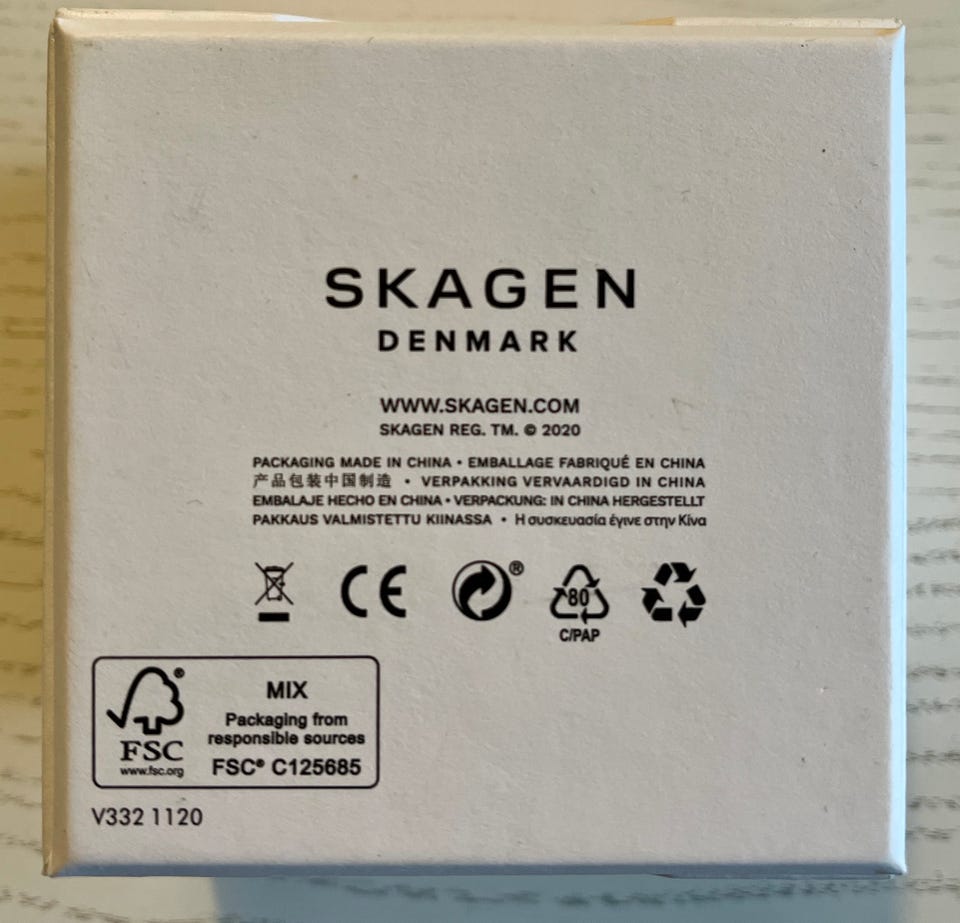 SKAGEN
DENMARK
WWW.SKAGEN.COM
SKAGEN REG. TM. © 2020
PACKAGING MADE IN CHINA • EMBALLAGE FABRIQUÉ EN CHINA
产品包装中国制造 • VERPAKKING VERVAARDIGD IN CHINA
EMBALAJE HECHO EN CHINA • VERPACKUNG: IN CHINA HERGESTELLT
PAKKAUS VALMISTETTU KIINASSA • Η συσκευασία έγινε στην Κίνα
CE ® 80
C/PAP
®
MIX
Packaging from
responsible sources
FSC
www.fsc.org
FSC® C125685
V332 1120